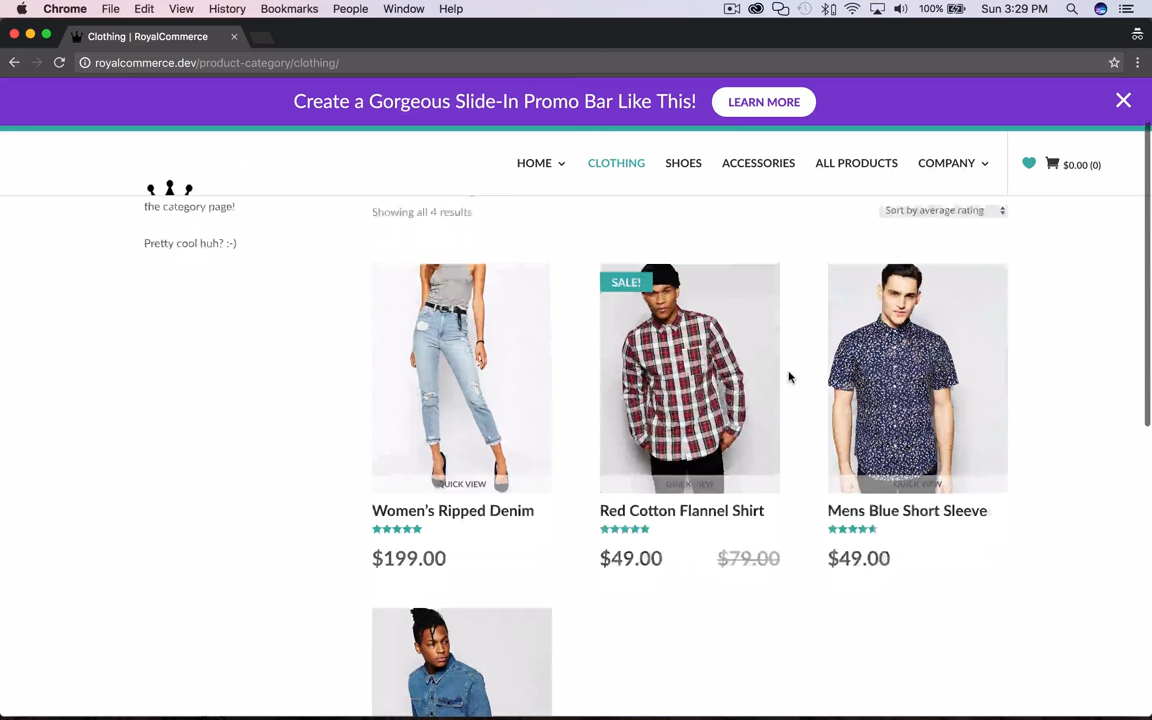 Chrome File Edit View History Bookmarks People Window Help 100% Sun 3:29 PM
Clothing | RoyalCommerce
royalcommerce.dev/product-category/clothing/
Create a Gorgeous Slide-In Promo Bar Like This! LEARN MORE
HOME CLOTHING SHOES ACCESSORIES ALL PRODUCTS COMPANY $0.00 (0)
the category page!
Showing all 4 results Sort by average rating
Pretty cool huh? :-)
SALE!
QUICK VIEW QUICK VIEW QUICK VIEW
Women's Ripped Denim Red Cotton Flannel Shirt Mens Blue Short Sleeve
$199.00 $49.00 $79.00 $49.00